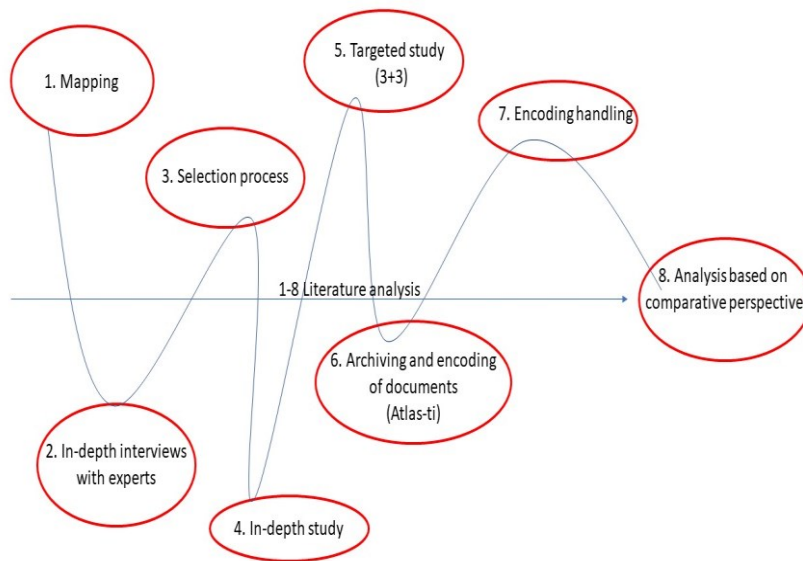 1. Mapping
2. In-depth interviews
with experts
3. Selection process
4. In-depth study
5. Targeted study
(3+3)
6. Archiving and encoding
of documents
(Atlas-ti)
7. Encoding handling
8. Analysis based on
comparative perspective
1-8 Literature analysis